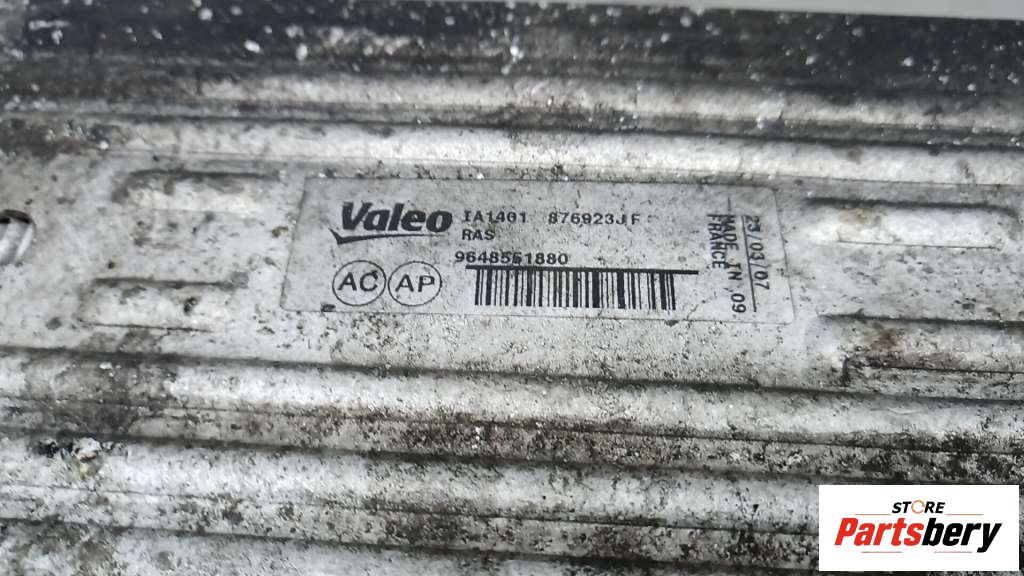 Valeo IA1401 876923JF
RAS
9648551880
AC AP
23/03/07
MADE IN 09
FRANCE
STORE
Partsbery